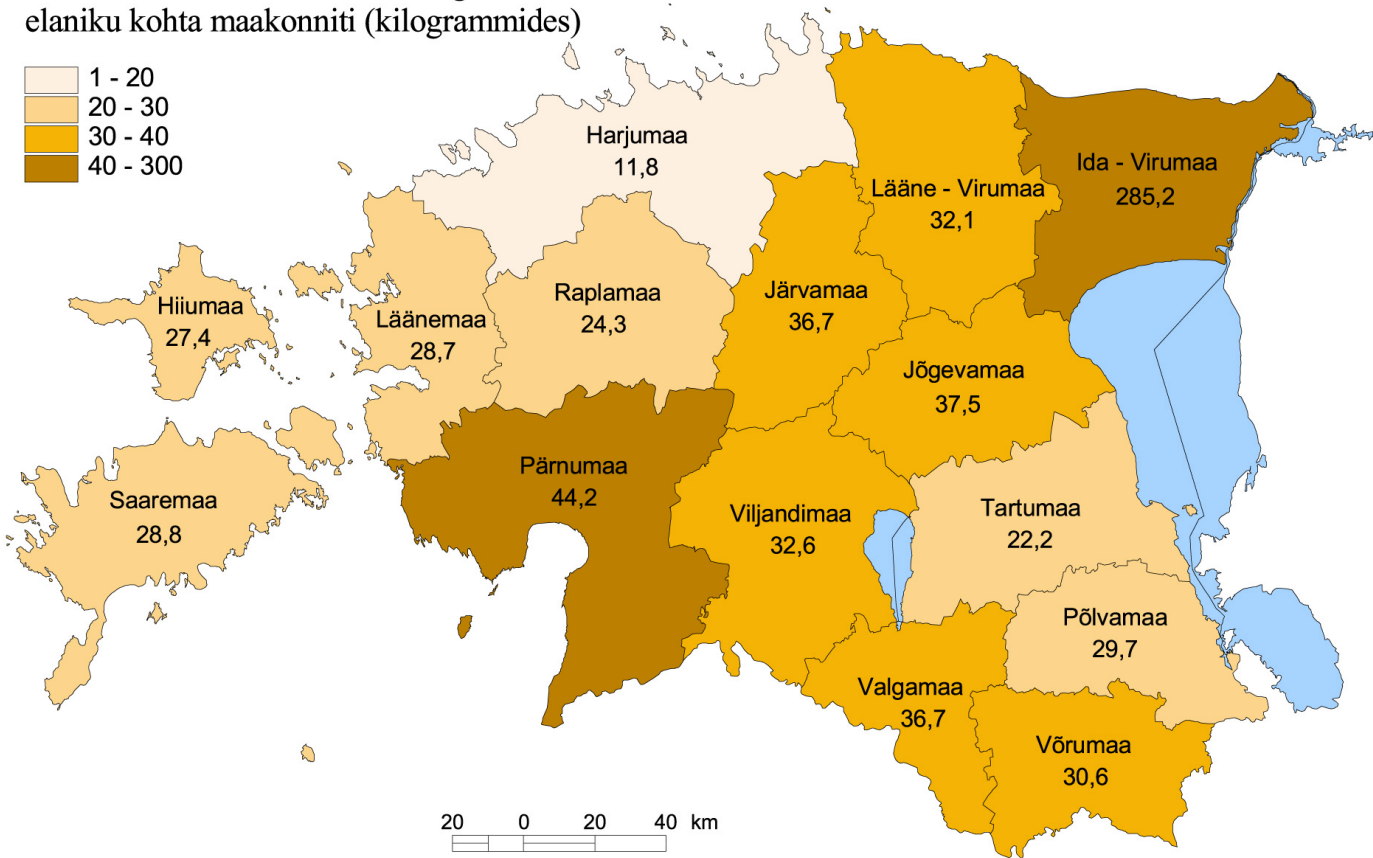 elaniku kohta maakonniti (kilogrammides)
1 - 20
20 - 30
30 - 40
40 - 300
Harjumaa
11,8
Ida - Virumaa
285,2
Lääne - Virumaa
32,1
Hiiumaa
27,4
Läänemaa
28,7
Raplamaa
24,3
Järvamaa
36,7
Jõgevamaa
37,5
Saaremaa
28,8
Pärnumaa
44,2
Viljandimaa
32,6
Tartumaa
22,2
Põlvamaa
29,7
Valgamaa
36,7
Võrumaa
30,6
20 0 20 40 km